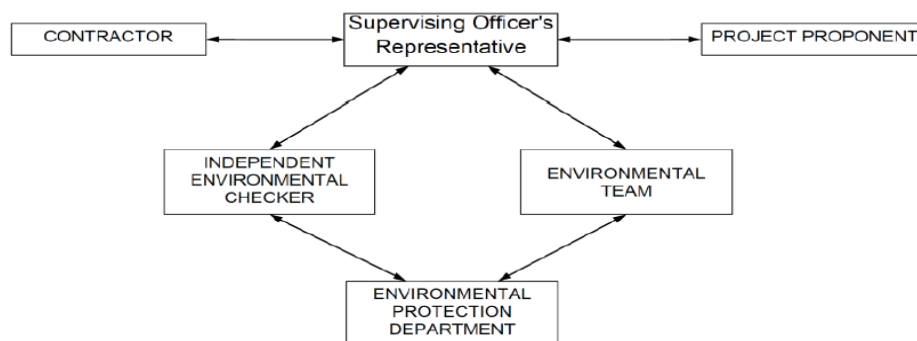 CONTRACTOR
Supervising Officer's
Representative
PROJECT PROPONENT
INDEPENDENT
ENVIRONMENTAL
CHECKER
ENVIRONMENTAL
TEAM
ENVIRONMENTAL
PROTECTION
DEPARTMENT